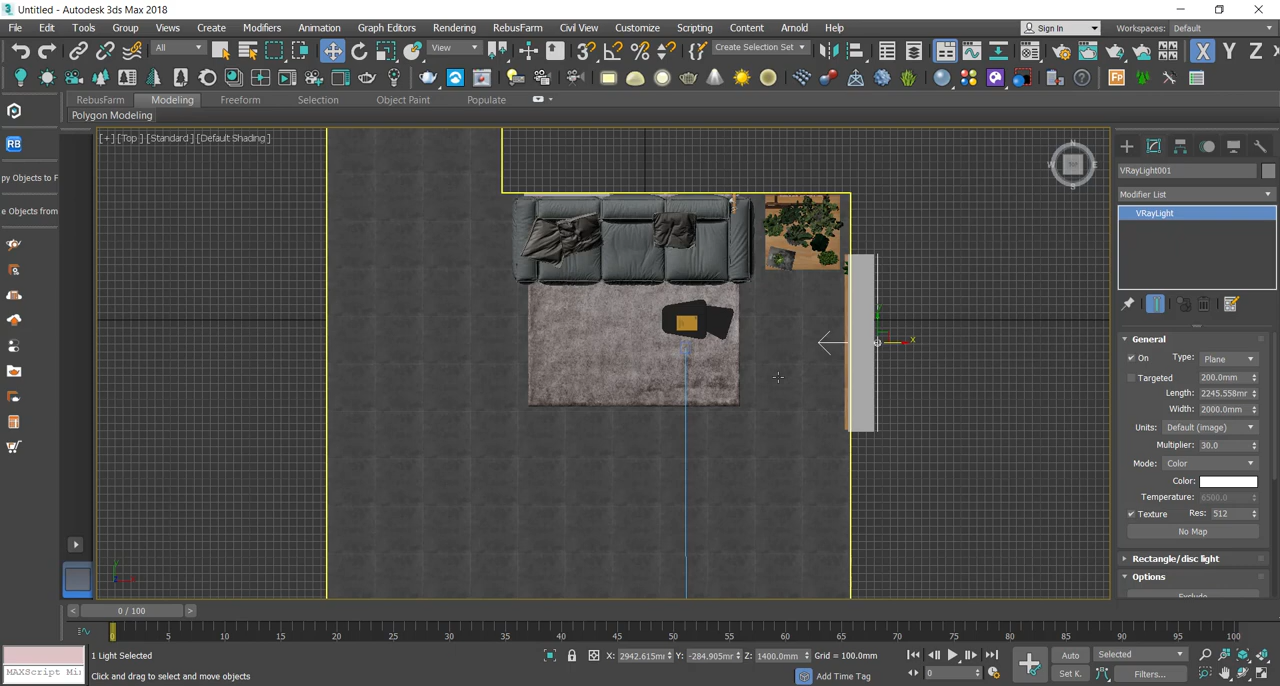 Untitled - Autodesk 3ds Max 2018
File Edit Tools Group Views Create Modifiers Animation Graph Editors Rendering RebusFarm Civil View Customize Scripting Content Arnold Help
Sign In
Workspaces: Default
All
View
Create Selection Set
X Y Z
FP
RebusFarm Modeling Freeform Selection Object Paint Populate
Polygon Modeling
RB
py Objects to F
e Objects from
[+] [Top ] [Standard ] [Default Shading ]
N
W E
S
VRayLight001
Modifier List
VRayLight
General
On Type: Plane
Targeted 200.0mm
Length: 2245.558mr
Width: 2000.0mm
Units: Default (image)
Multiplier: 30.0
Mode: Color
Color:
Temperature: 6500.0
Texture Res: 512
No Map
Rectangle/disc light
Options
x
y
x
z
0 / 100
0 5 10 15 20 25 30 35 40 45 50 55 60 65 70 75 80 85 90 95 100
1 Light Selected
X: 2942.615mr Y: -284.905mr Z: 1400.0mm Grid = 100.0mm
Auto Selected
MAXScript Mi
Click and drag to select and move objects
Add Time Tag
0
Set K. Filters...